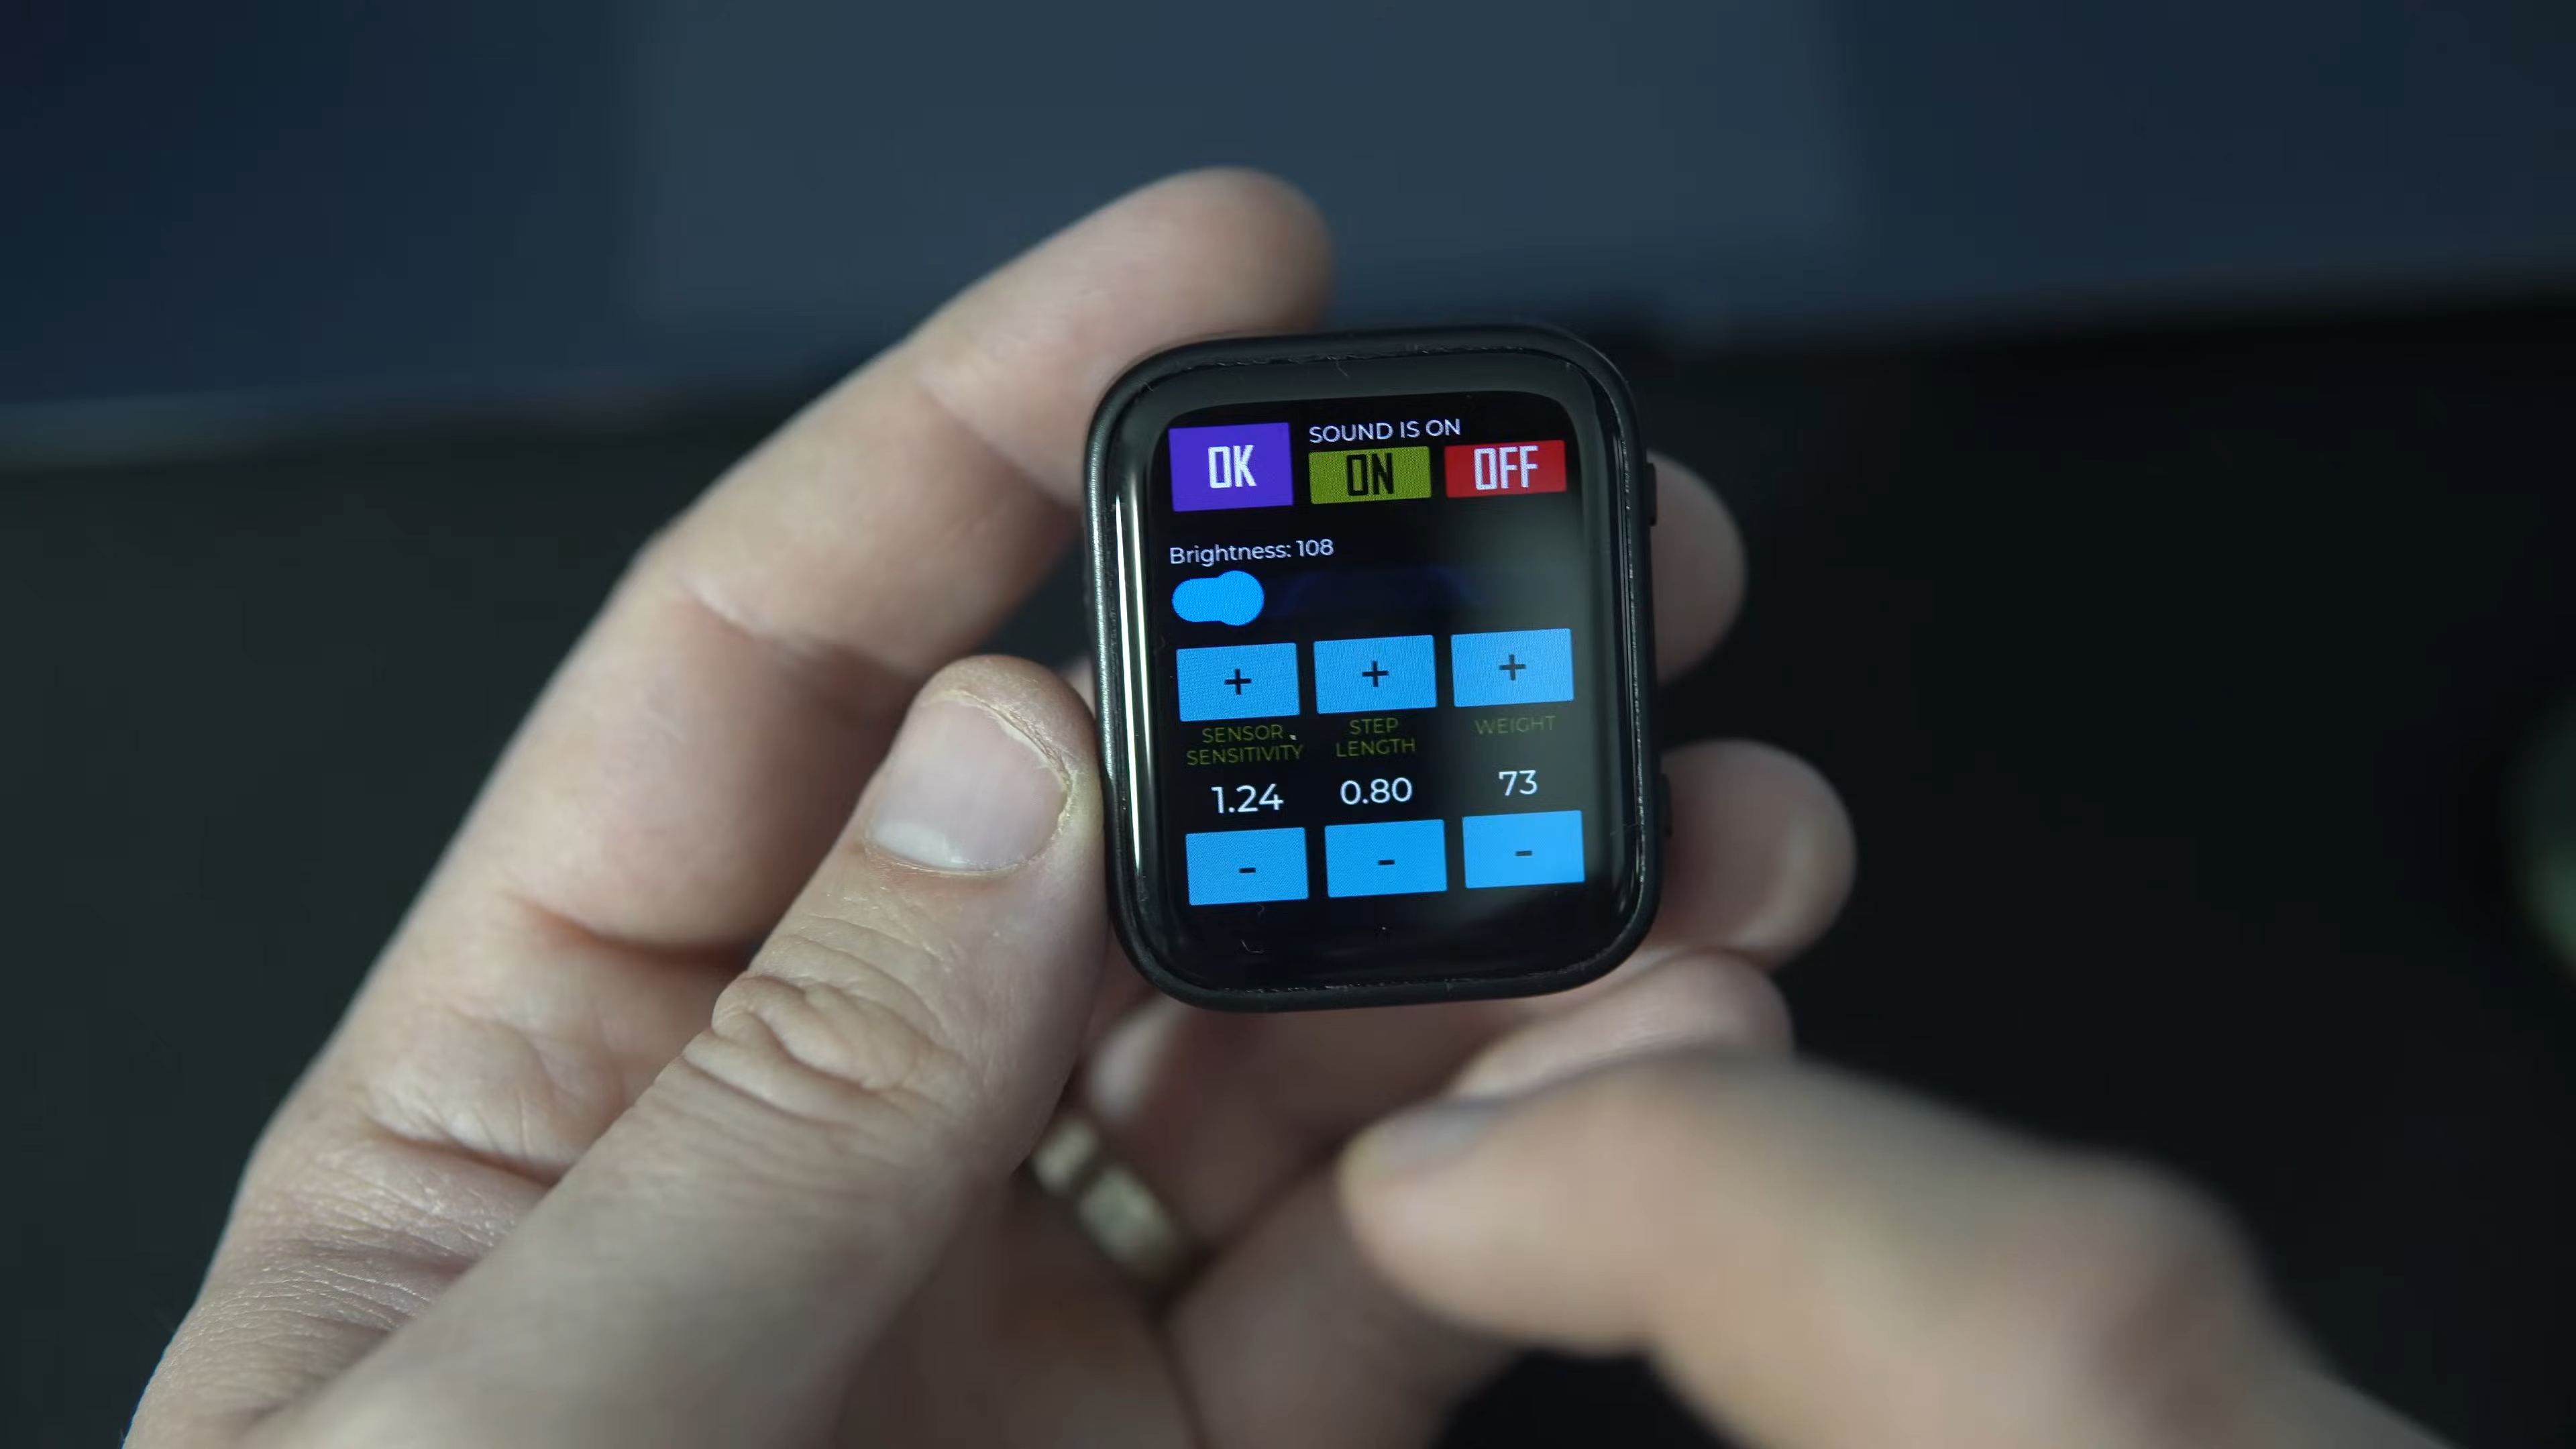 OK
SOUND IS ON
ON
OFF
Brightness: 108
+
+
+
SENSOR
SENSITIVITY
STEP
LENGTH
WEIGHT
1.24
0.80
73
-
-
-